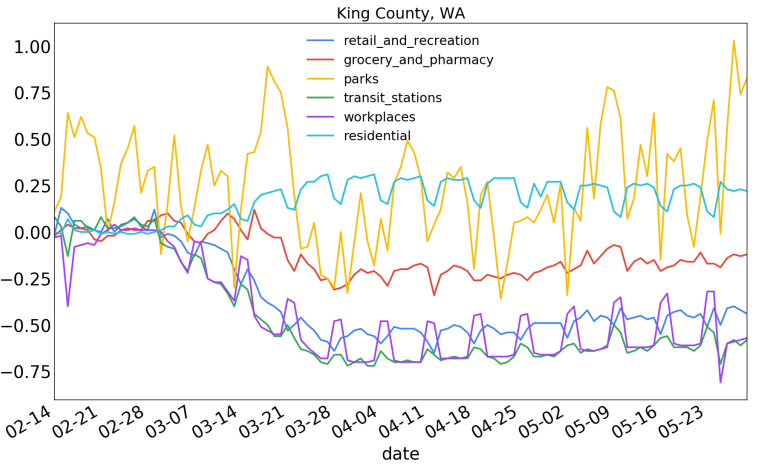 King County, WA
retail_and_recreation
grocery_and_pharmacy
parks
transit_stations
workplaces
residential
1.00
0.75
0.50
0.25
0.00
−0.25
−0.50
−0.75
02-14
02-21
02-28
03-07
03-14
03-21
03-28
04-04
04-11
04-18
04-25
05-02
05-09
05-16
05-23
date